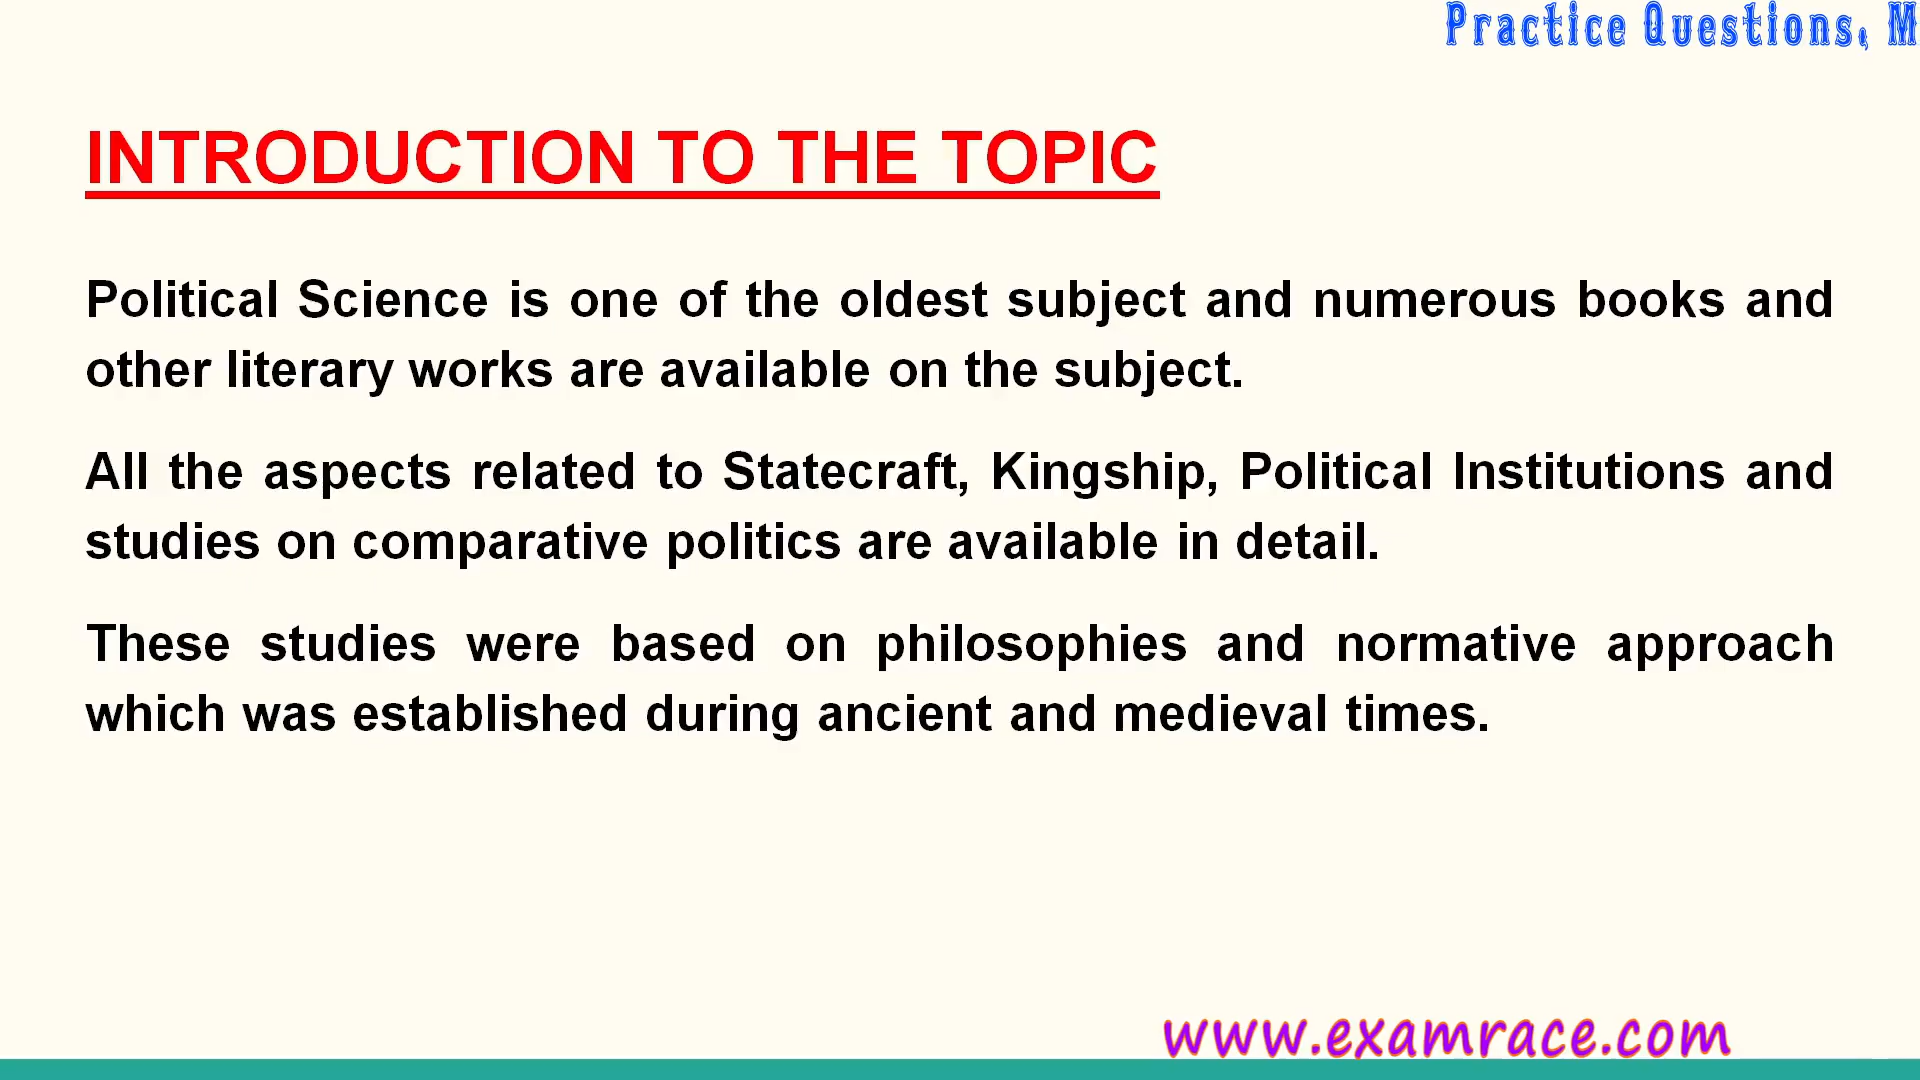 Practice Questions, M
INTRODUCTION TO THE TOPIC
Political Science is one of the oldest subject and numerous books and
other literary works are available on the subject.
All the aspects related to Statecraft, Kingship, Political Institutions and
studies on comparative politics are available in detail.
These studies were based on philosophies and normative approach
which was established during ancient and medieval times.
www.examrace.com